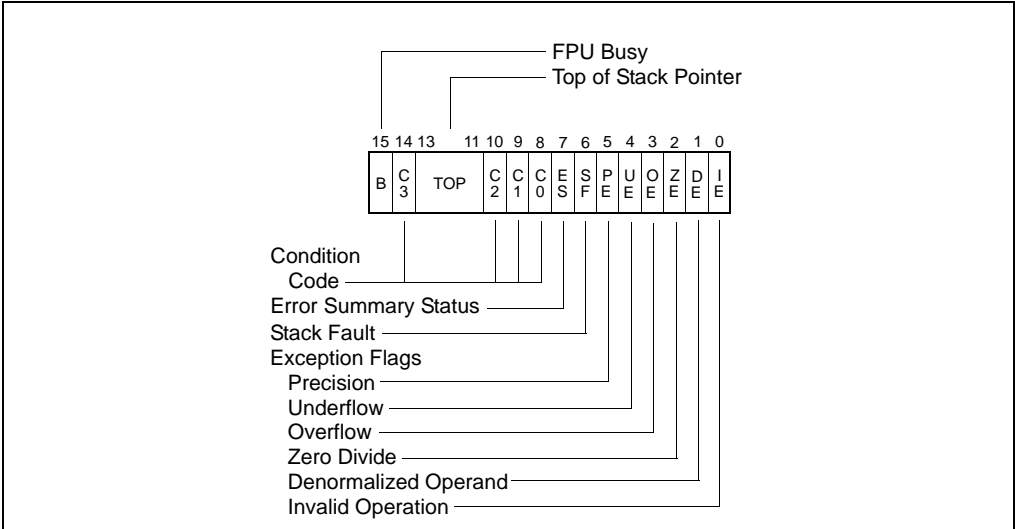 FPU Busy
Top of Stack Pointer
15 14 13 11 10 9 8 7 6 5 4 3 2 1 0
B C3 TOP C2 C1 C0 ES SF PE UE OE ZE DE IE
Condition
Code
Error Summary Status
Stack Fault
Exception Flags
Precision
Underflow
Overflow
Zero Divide
Denormalized Operand
Invalid Operation